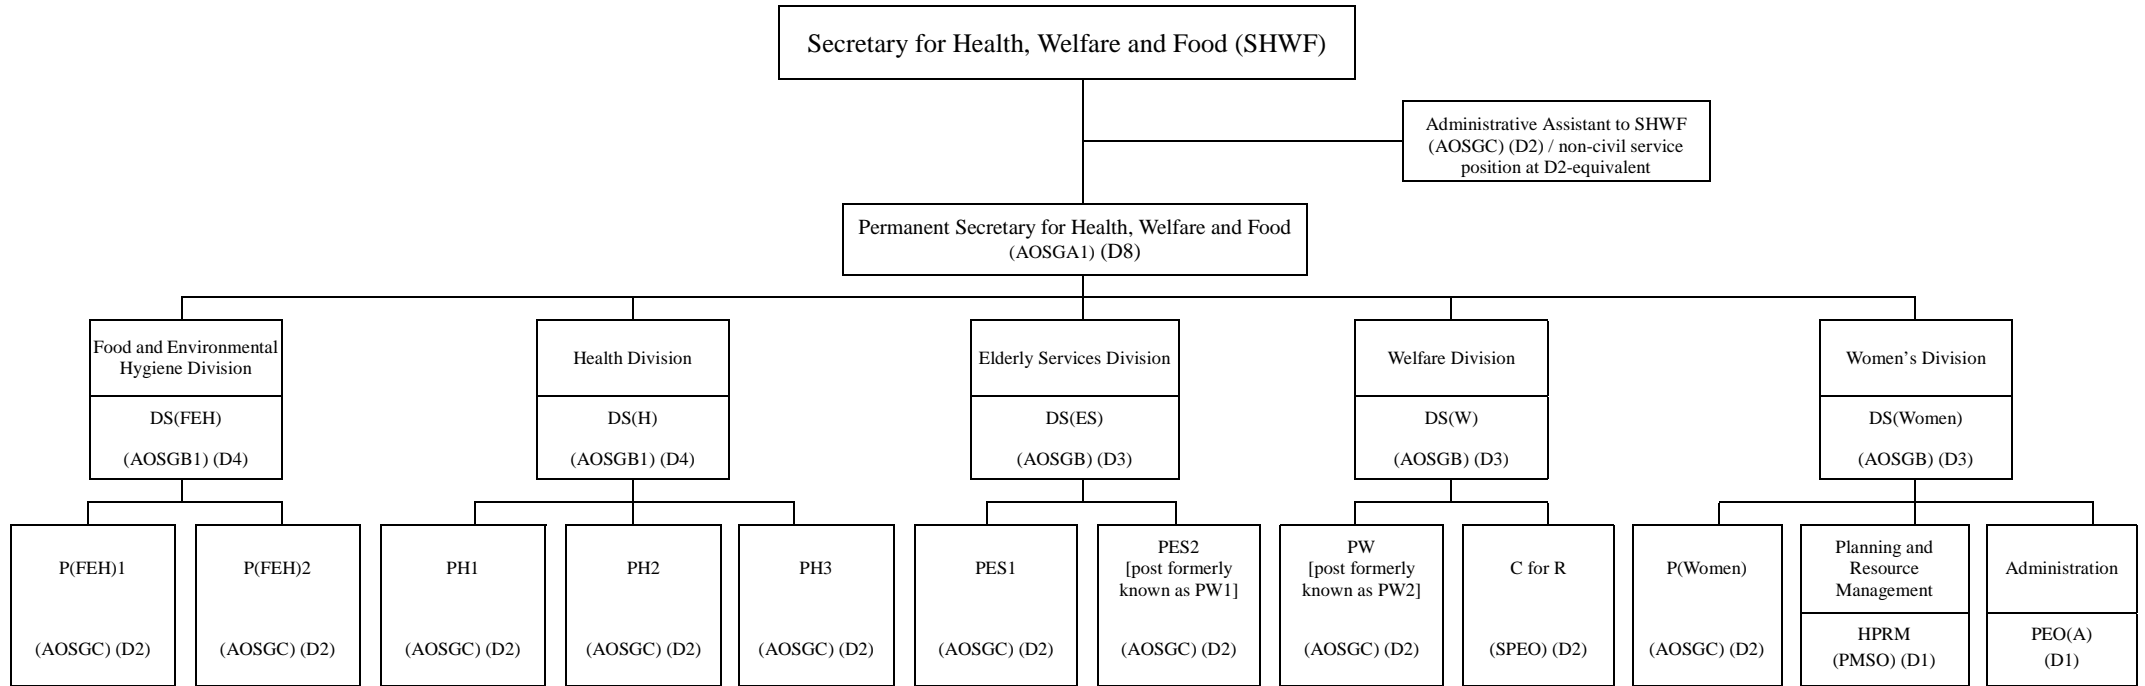 Secretary for Health, Welfare and Food (SHWF)
Administrative Assistant to SHWF
(AOSGC) (D2) / non-civil service
position at D2-equivalent
Permanent Secretary for Health, Welfare and Food
(AOSGA1) (D8)
Food and Environmental
Hygiene Division
DS(FEH)
(AOSGB1) (D4)
Health Division
DS(H)
(AOSGB1) (D4)
Elderly Services Division
DS(ES)
(AOSGB) (D3)
Welfare Division
DS(W)
(AOSGB) (D3)
Women’s Division
DS(Women)
(AOSGB) (D3)
P(FEH)1
(AOSGC) (D2)
P(FEH)2
(AOSGC) (D2)
PH1
(AOSGC) (D2)
PH2
(AOSGC) (D2)
PH3
(AOSGC) (D2)
PES1
(AOSGC) (D2)
PES2
[post formerly
known as PW1]
(AOSGC) (D2)
PW
[post formerly
known as PW2]
(AOSGC) (D2)
C for R
(SPEO) (D2)
P(Women)
(AOSGC) (D2)
Planning and
Resource
Management
HPRM
(PMSO) (D1)
Administration
PEO(A)
(D1)